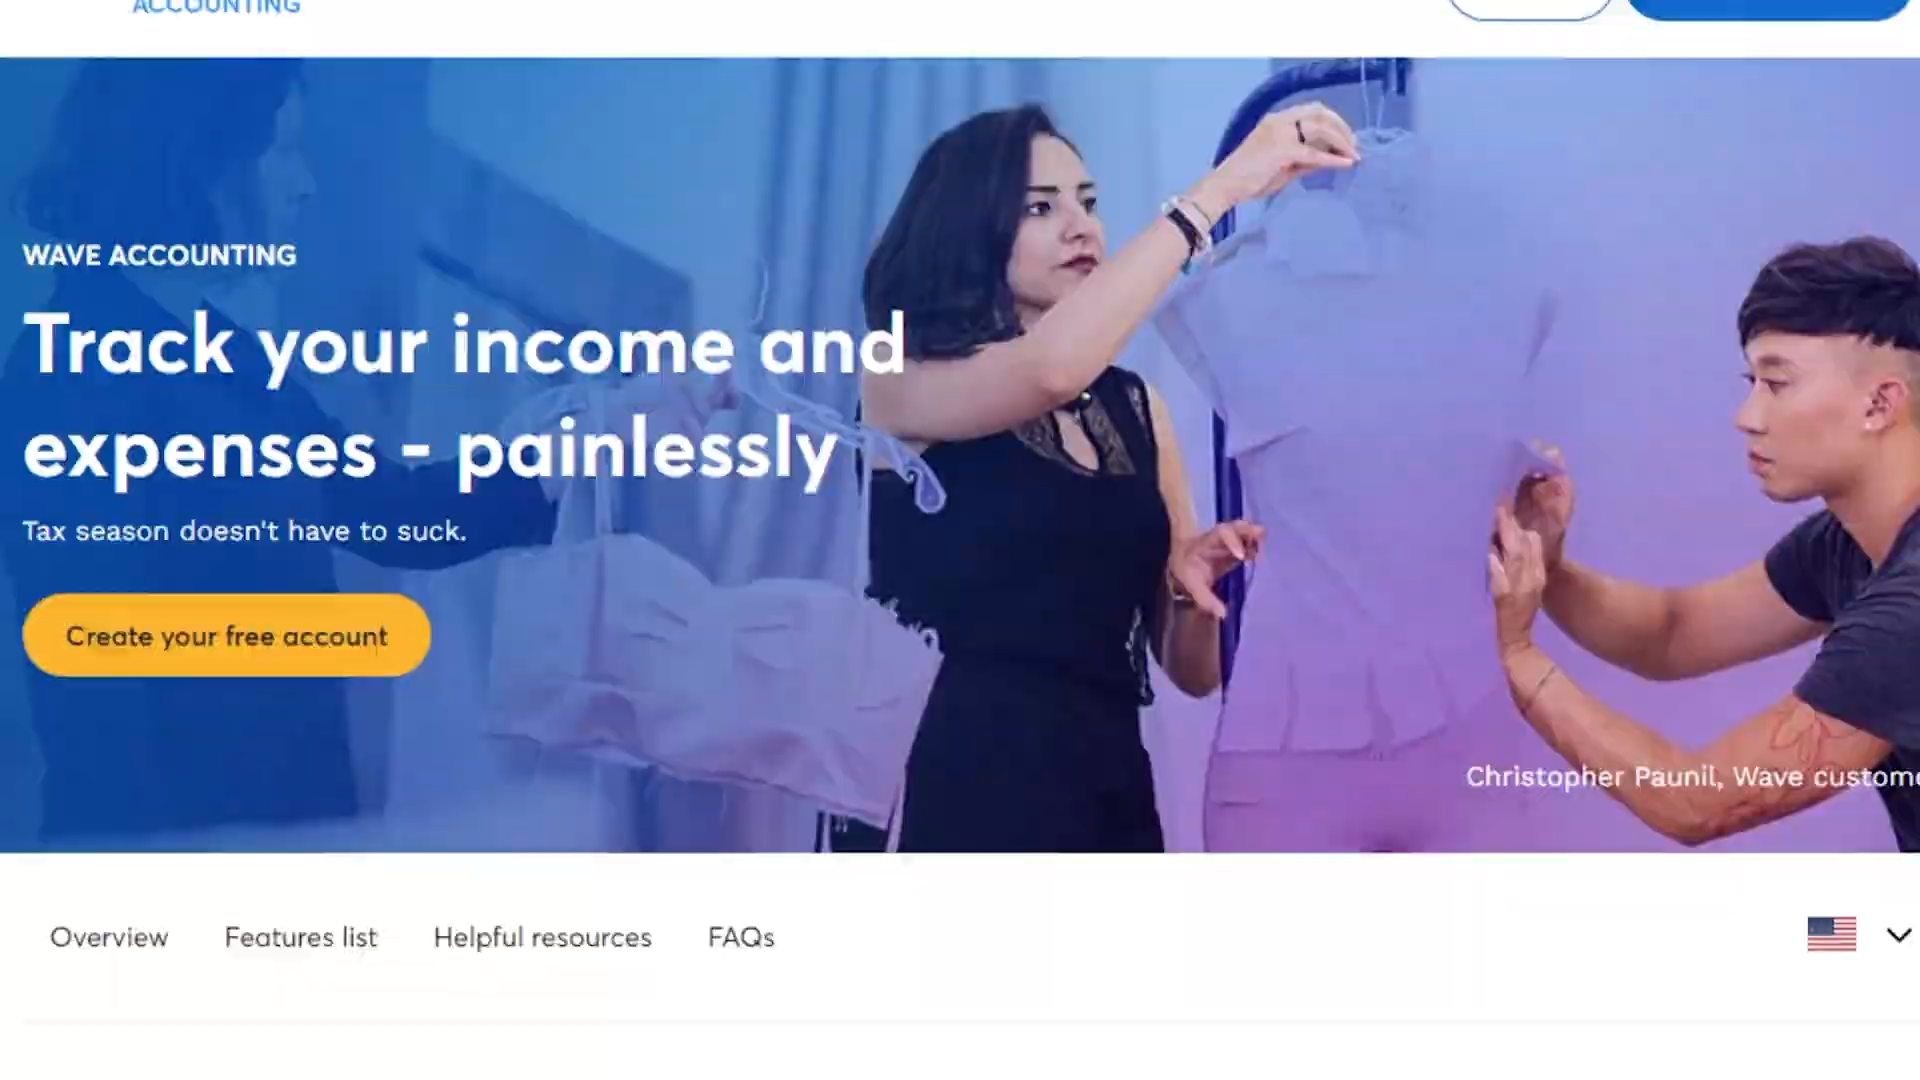 ACCOUNTING
WAVE ACCOUNTING
Track your income and
expenses - painlessly
Tax season doesn't have to suck.
Create your free account
Christopher Paunil, Wave custome
Overview
Features list
Helpful resources
FAQs